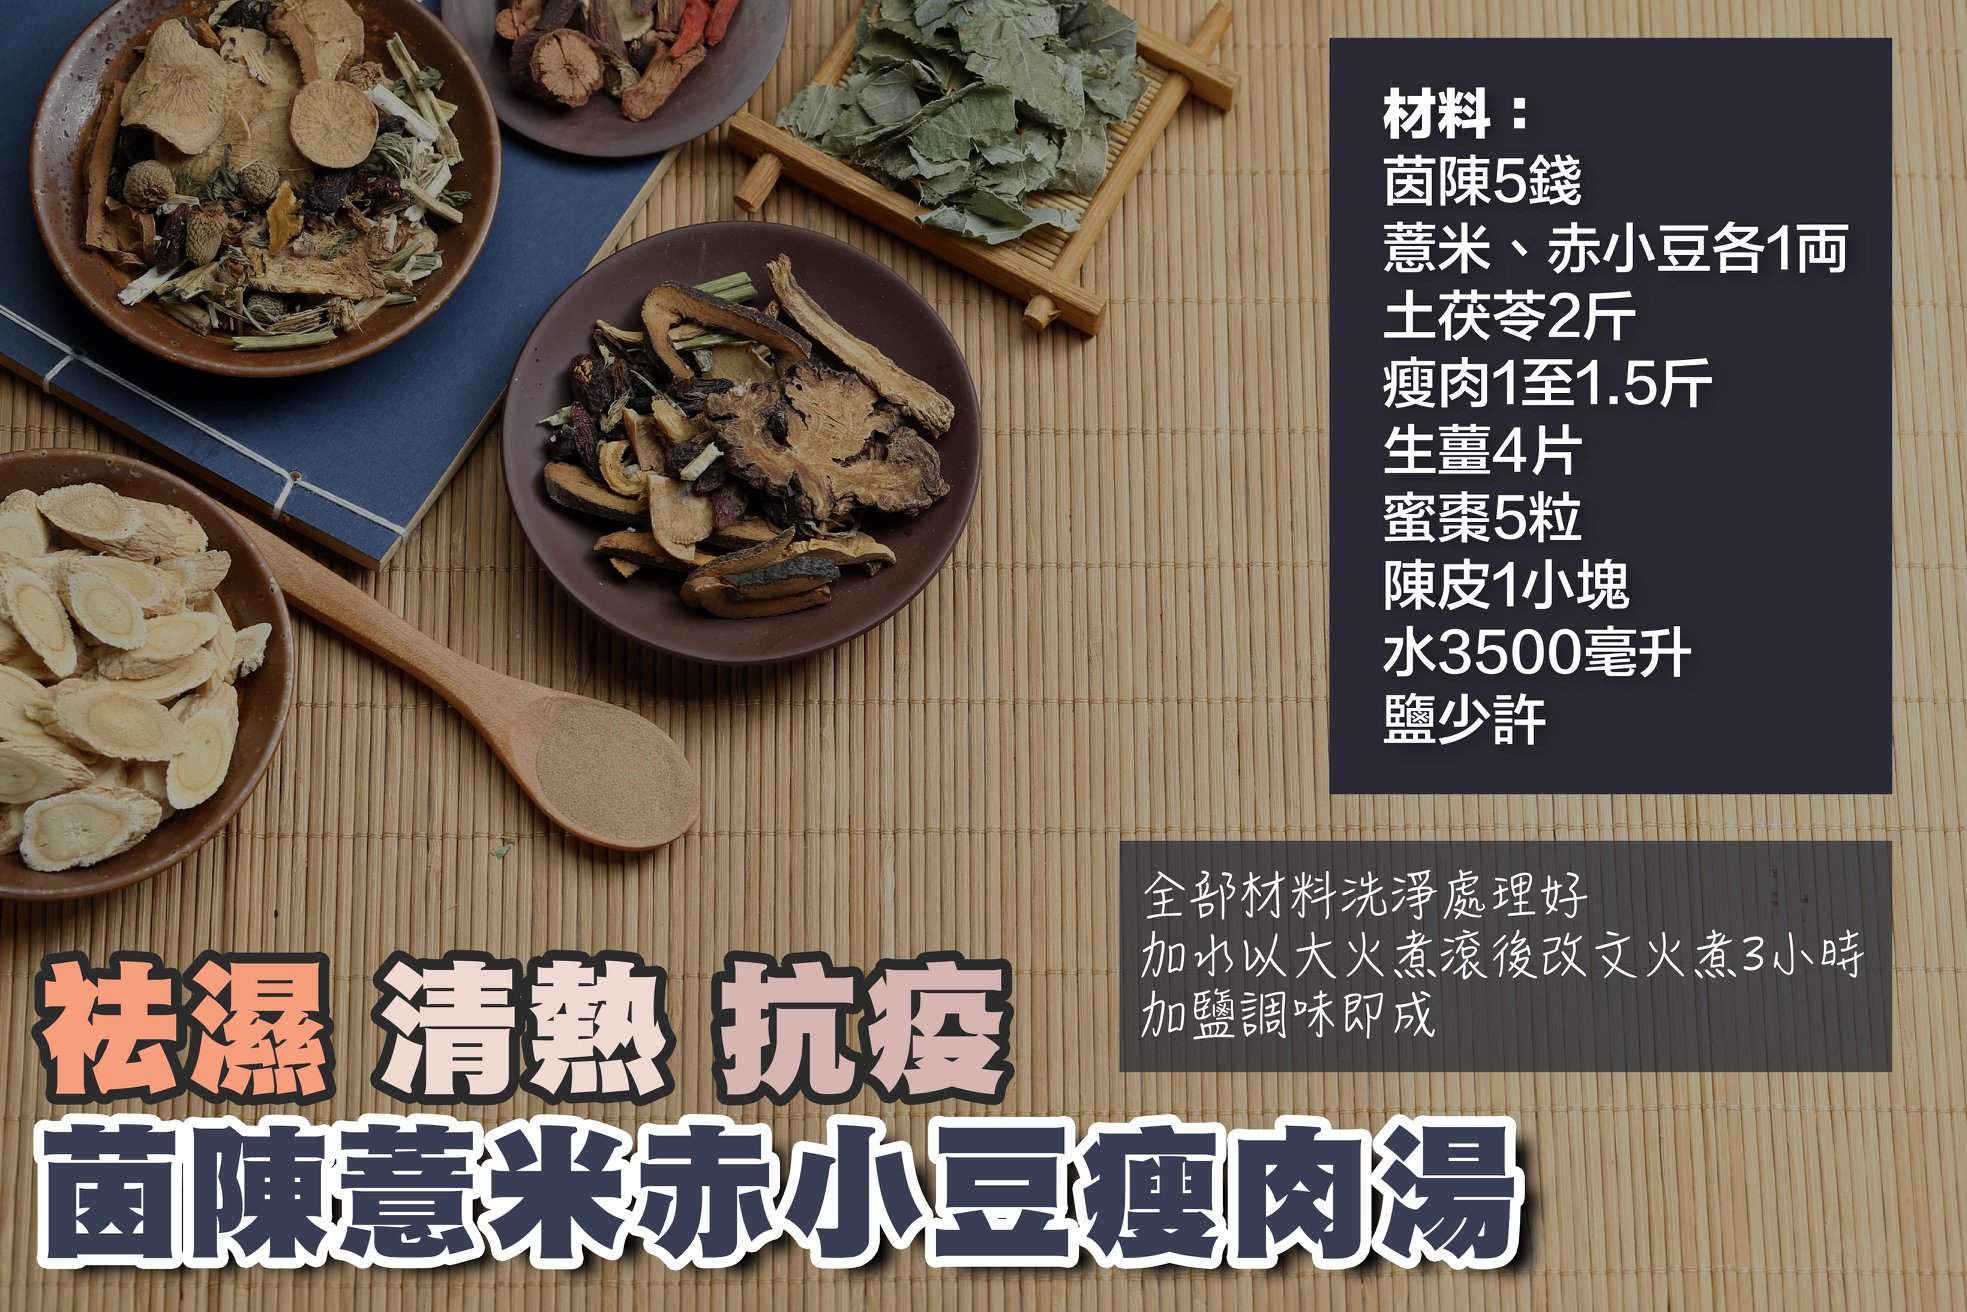 材料：
茵陳5錢
薏米、赤小豆各1両
土茯苓2斤
瘦肉1至1.5斤
生薑4片
蜜棗5粒
陳皮1小塊
水3500毫升
鹽少許
全部材料洗淨處理好
加水以大火煮滾後改文火煮3小時
加鹽調味即成
祛濕 清熱 抗疫
茵陳薏米赤小豆瘦肉湯